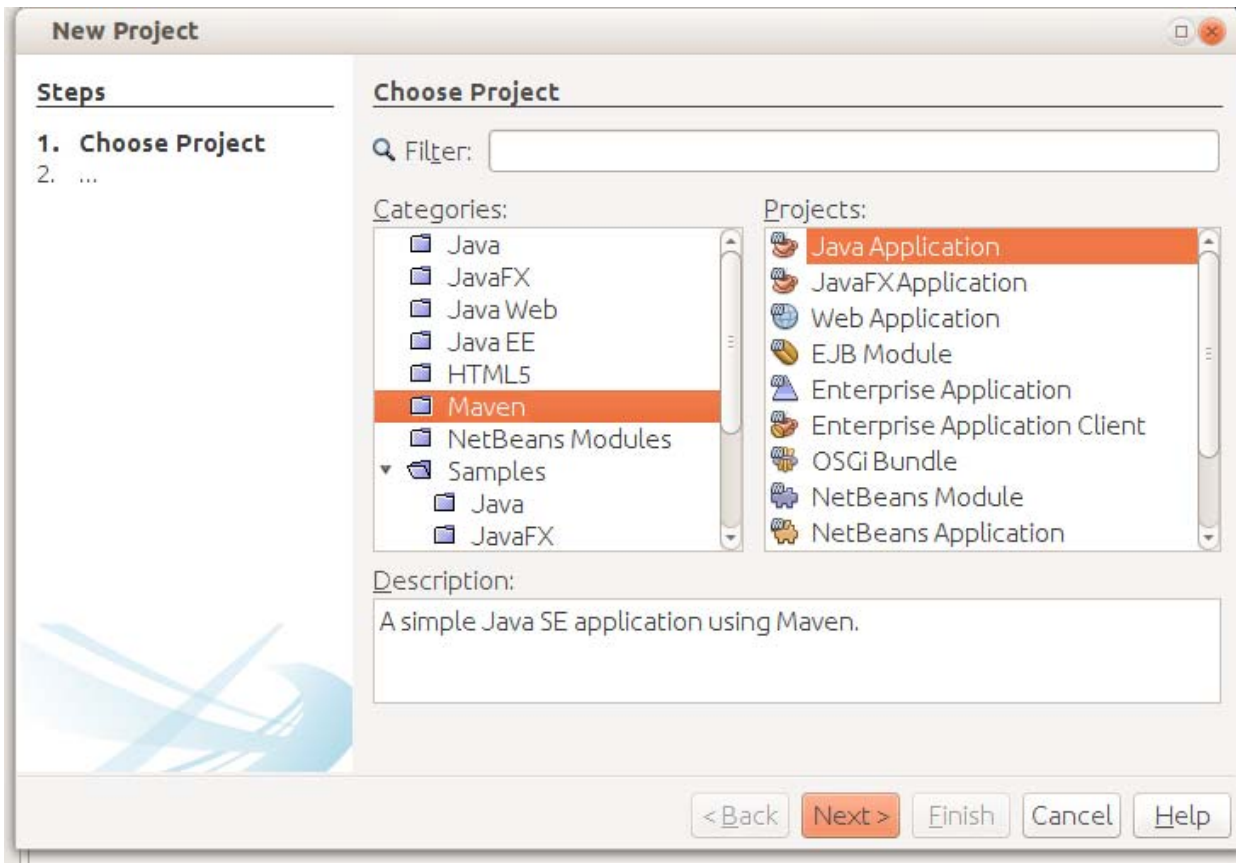 New Project
Steps
1. Choose Project
2. ...
Choose Project
Filter:
Categories:
Java
JavaFX
Java Web
Java EE
HTML5
Maven
NetBeans Modules
Samples
Java
JavaFX
Projects:
Java Application
JavaFX Application
Web Application
EJB Module
Enterprise Application
Enterprise Application Client
OSGi Bundle
NetBeans Module
NetBeans Application
Description:
A simple Java SE application using Maven.
< Back Next > Finish Cancel Help